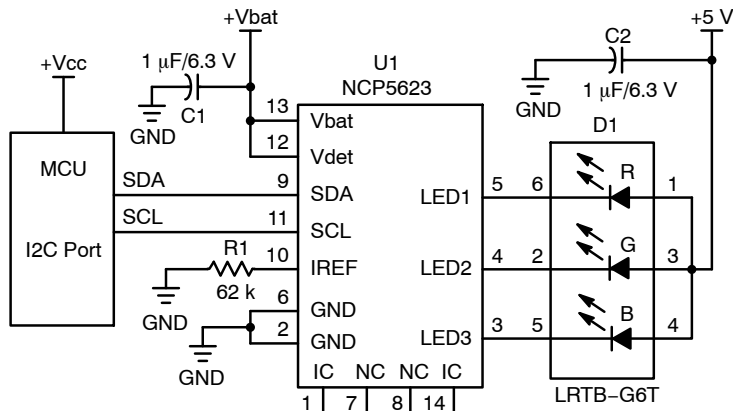 +Vbat
+5 V
+Vcc
1 μF/6.3 V
C1
GND
U1
NCP5623
C2
1 μF/6.3 V
GND
D1
MCU
I2C Port
SDA
SCL
13
Vbat
12
Vdet
9
SDA
11
SCL
R1
62 k
GND
10
IREF
6
GND
2
GND
GND
LED1
5
6
R
1
LED2
4
2
G
3
LED3
3
5
B
4
IC
NC
NC
IC
1
7
8
14
LRTB–G6T